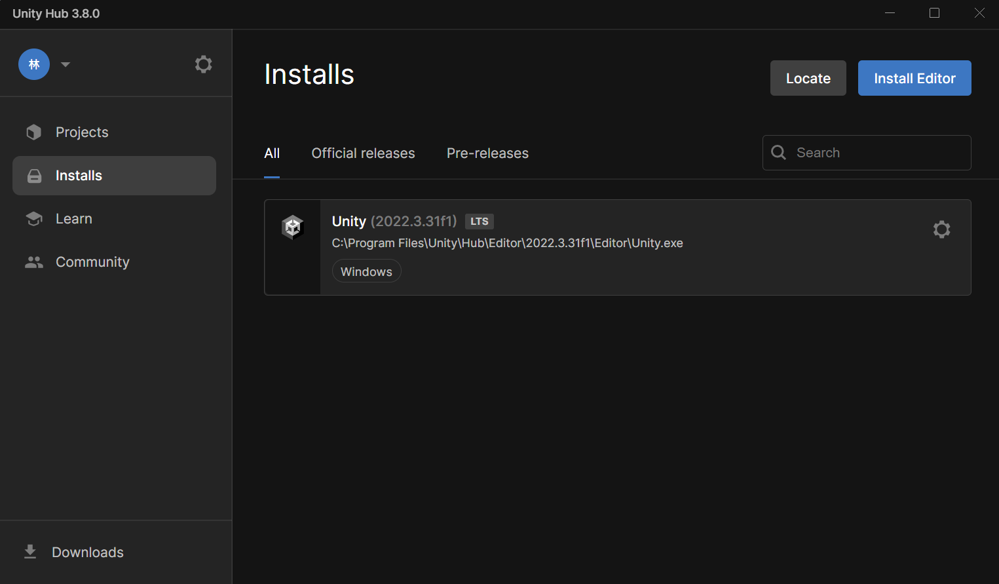 Unity Hub 3.8.0
林
Projects
Installs
Learn
Community
Downloads
Installs
Locate
Install Editor
All
Official releases
Pre-releases
Search
Unity (2022.3.31f1) LTS
C:\Program Files\Unity\Hub\Editor\2022.3.31f1\Editor\Unity.exe
Windows